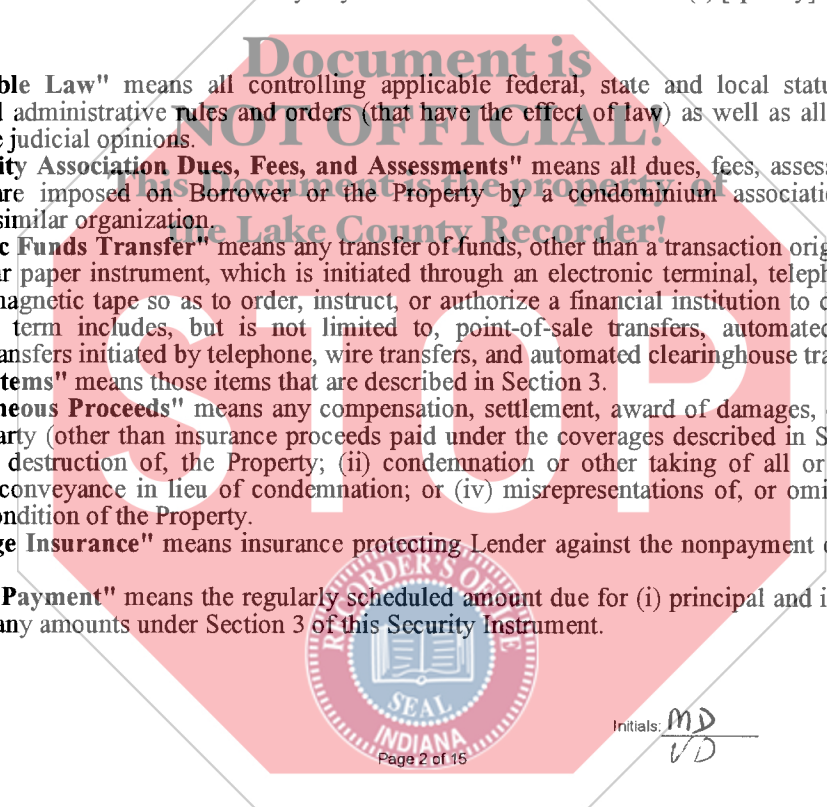 Document is
ble Law" means all controlling applicable federal, state and local statu
l administrative rules and orders (that have the effect of law) as well as all
NOT OFFICIAL!
e judicial opinions.
ity Association Dues, Fees, and Assessments" means all dues, fees, assess
This Document is the property of
are imposed on Borrower or the Property by a condominium associatio
similar organization.
the Lake County Recorder!
c Funds Transfer" means any transfer of funds, other than a transaction orig
ar paper instrument, which is initiated through an electronic terminal, teleph
magnetic tape so as to order, instruct, or authorize a financial institution to d
STOP
term includes, but is not limited to, point-of-sale transfers, automated
ansfers initiated by telephone, wire transfers, and automated clearinghouse tra
tems" means those items that are described in Section 3.
neous Proceeds" means any compensation, settlement, award of damages,
arty (other than insurance proceeds paid under the coverages described in S
destruction of, the Property; (ii) condemnation or other taking of all or
conveyance in lieu of condemnation; or (iv) misrepresentations of, or omi
ondition of the Property.
ge Insurance" means insurance protecting Lender against the nonpayment o
Payment" means the regularly scheduled amount due for (i) principal and i
any amounts under Section 3 of this Security Instrument.
RECORDER'S OFFICE
SEAL
INDIANA
Initials: MD
VD
Page 2 of 15